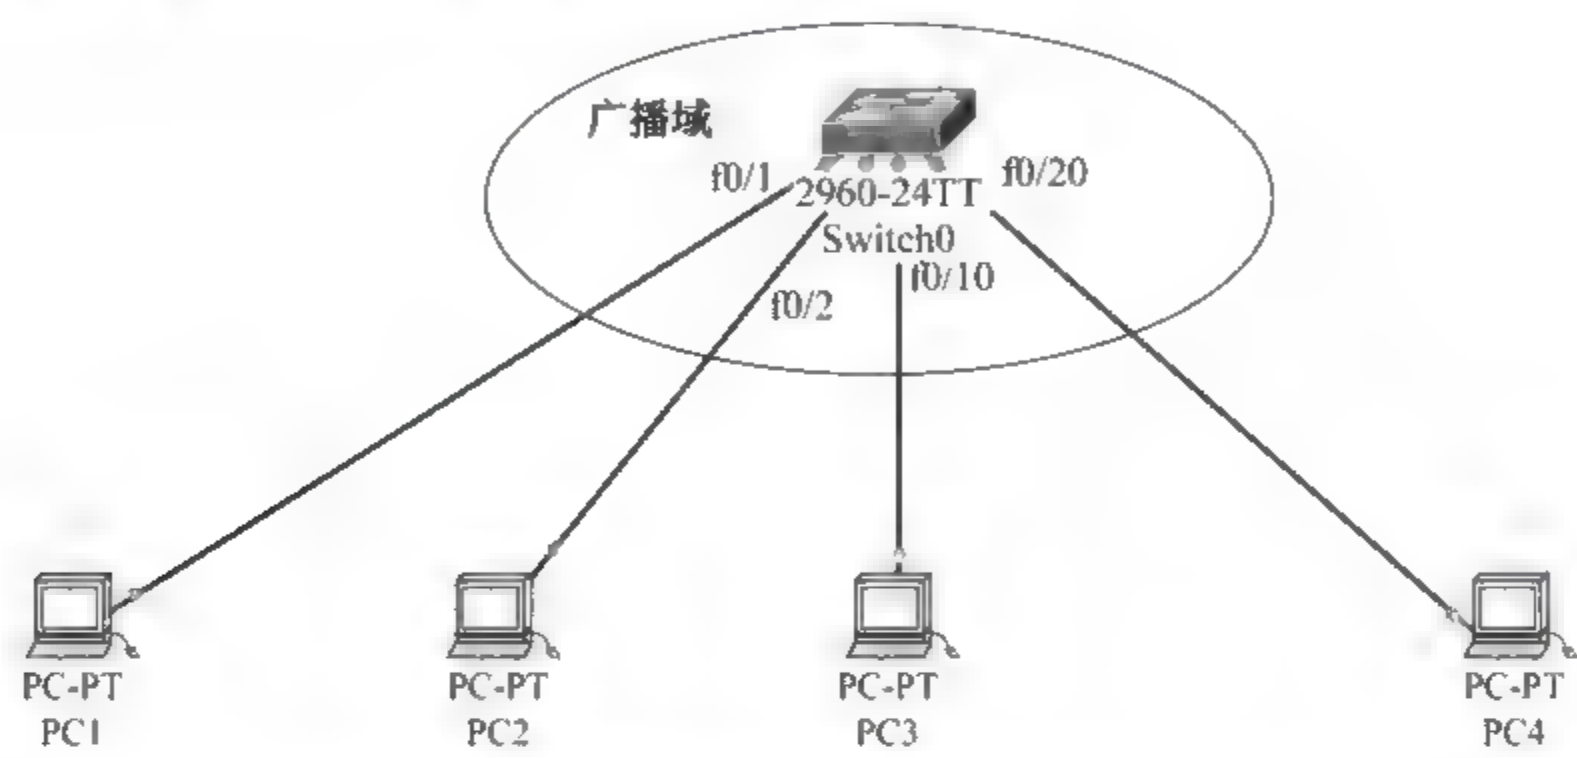 广播域
f0/1
2960-24TT
f0/20
Switch0
f0/10
f0/2
PC-PT
PC1
PC-PT
PC2
PC-PT
PC3
PC-PT
PC4